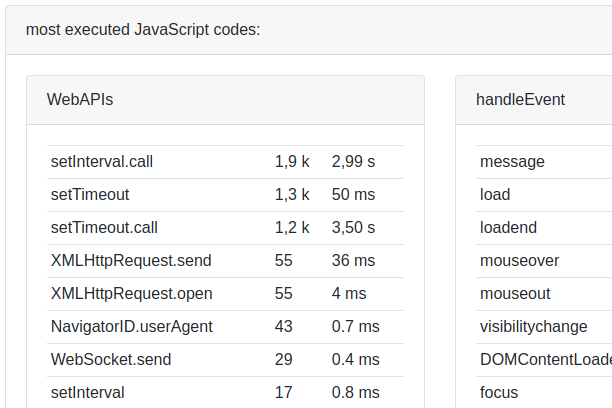 most executed JavaScript codes:
WebAPIs
setInterval.call 1,9 k 2,99 s
setTimeout 1,3 k 50 ms
setTimeout.call 1,2 k 3,50 s
XMLHttpRequest.send 55 36 ms
XMLHttpRequest.open 55 4 ms
NavigatorID.userAgent 43 0.7 ms
WebSocket.send 29 0.4 ms
setInterval 17 0.8 ms
handleEvent
message
load
loadend
mouseover
mouseout
visibilitychange
DOMContentLoade
focus